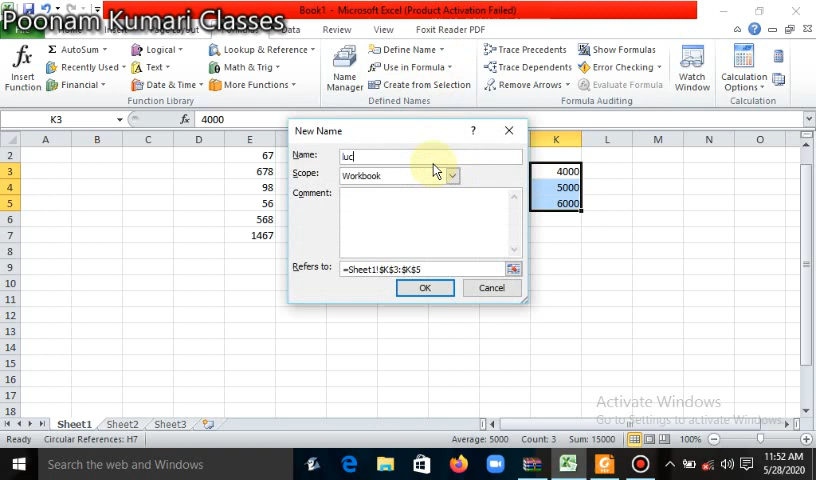 Book1 - Microsoft Excel (Product Activation Failed)
Poonam Kumari Classes
Data Review View Foxit Reader PDF
fx Insert Function
Σ AutoSum
Recently Used
Financial
Logical
Text
Date & Time
Lookup & Reference
Math & Trig
More Functions
Function Library
Name Manager
Define Name
Use in Formula
Create from Selection
Defined Names
Trace Precedents
Trace Dependents
Remove Arrows
Show Formulas
Error Checking
Evaluate Formula
Formula Auditing
Watch Window
Calculation Options
Calculation
K3 fx 4000
A B C D E K L M N O
2 67
3 678 4000
4 98 5000
5 56 6000
6 568
7 1467
8
9
10
11
12
13
14
15
16
17
18
New Name
? 
Name: luc
Scope: Workbook
Comment:
Refers to: =Sheet1!$K$3:$K$5
OK Cancel
Activate Windows
Go to Settings to activate Windows.
Sheet1 Sheet2 Sheet3
Ready Circular References: H7 Average: 5000 Count: 3 Sum: 15000 100%
Search the web and Windows
11:52 AM
5/28/2020